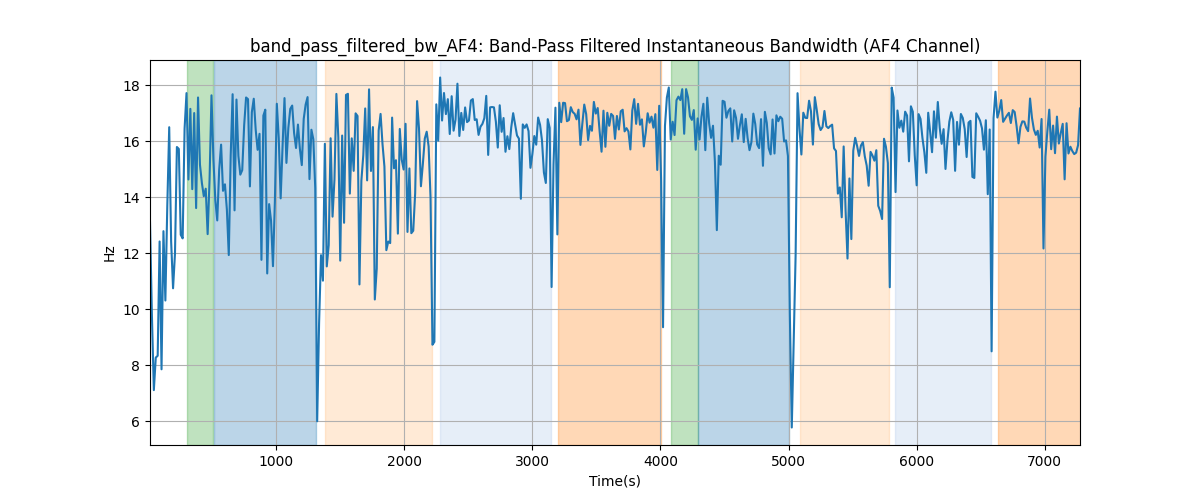 band_pass_filtered_bw_AF4: Band-Pass Filtered Instantaneous Bandwidth (AF4 Channel)
18
16
14
12
10
8
6
Hz
1000 2000 3000 4000 5000 6000 7000
Time(s)